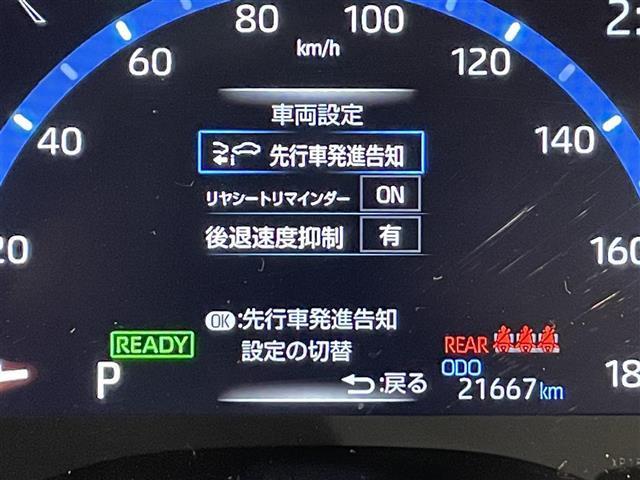 80 100
km/h
60 120
車両設定
40 140
先行車発進告知
リヤシートリマインダー ON
後退速度抑制 有
20 160
OK:先行車発進告知
READY 設定の切替 REAR
P ODO
:戻る 21667km